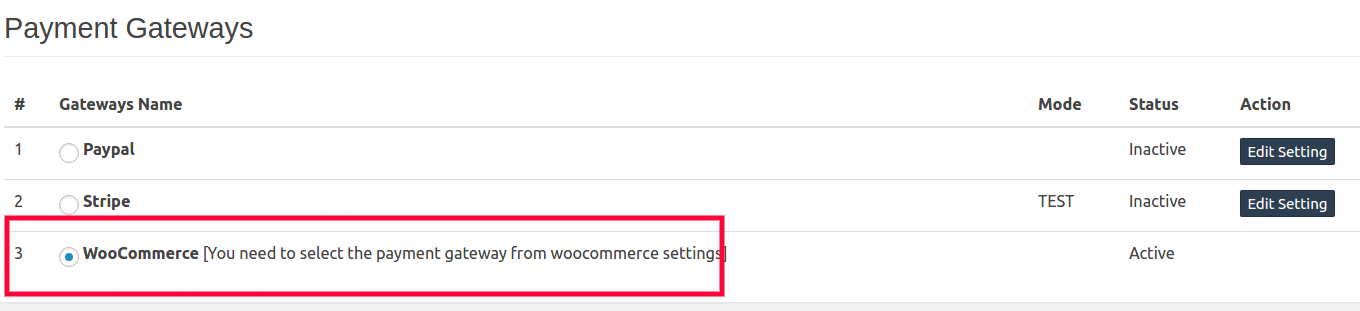 Payment Gateways
# Gateways Name Mode Status Action
1 Paypal Inactive Edit Setting
2 Stripe TEST Inactive Edit Setting
3 WooCommerce [You need to select the payment gateway from woocommerce settings] Active